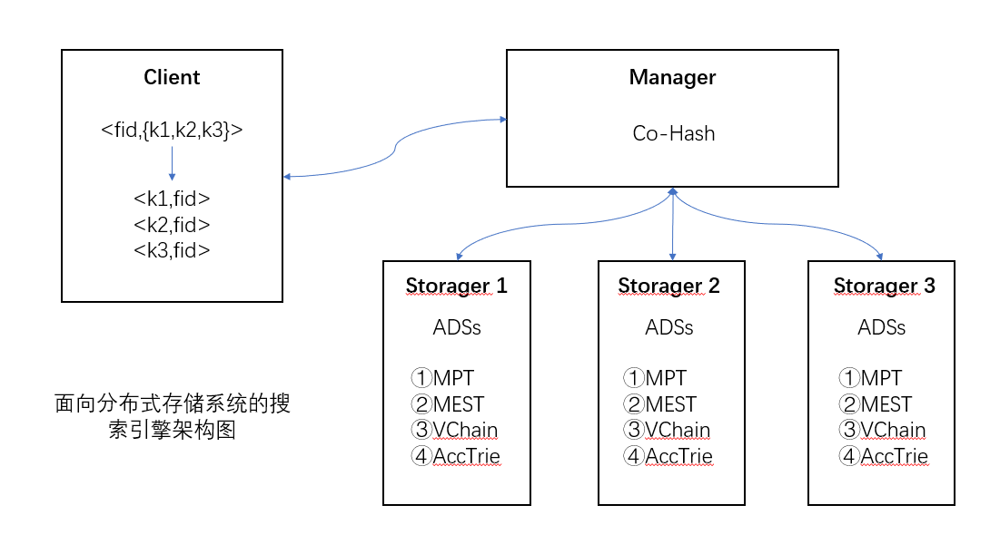 Client
<fid,{k1,k2,k3}>
<k1,fid>
<k2,fid>
<k3,fid>
Manager
Co-Hash
Storager 1
ADSs
①MPT
②MEST
③VChain
④AccTrie
Storager 2
ADSs
①MPT
②MEST
③VChain
④AccTrie
Storager 3
ADSs
①MPT
②MEST
③VChain
④AccTrie
面向分布式存储系统的搜
索引擎架构图